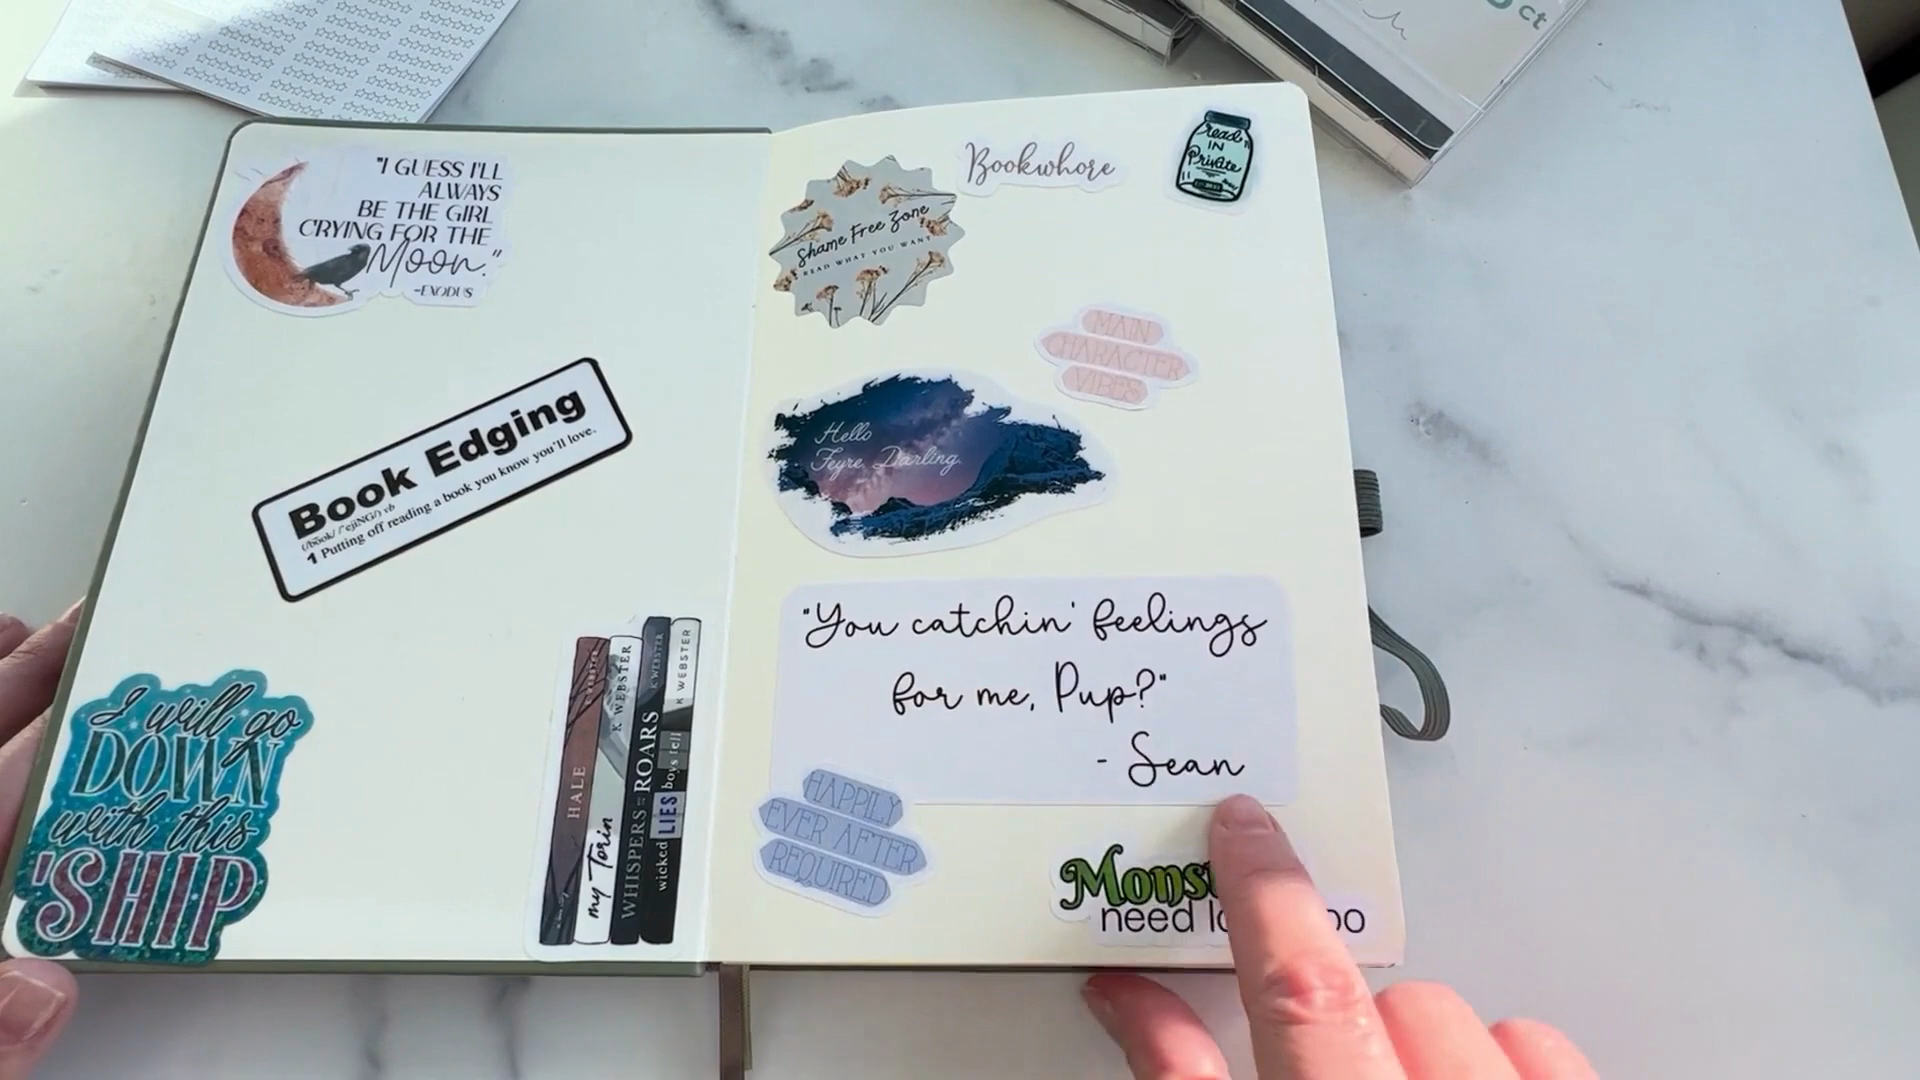 "I GUESS I'LL
ALWAYS
BE THE GIRL
CRYING FOR THE
Moon."
-EXODUS
Book Edging
1 Putting off reading a book you know you'll love.
I will go
DOWN
with this
'SHIP
HALE
my Torin
K WEBSTER
WHISPERS
ROARS
K WEBSTER
wicked LIES boys tell
K WEBSTER
Bookwhore
read
IN
Private
Shame Free Zone
READ WHAT YOU WANT
MAIN
CHARACTER
VIBES
Hello
Feyre Darling.
"You catchin' feelings
for me, Pup?"
- Sean
HAPPILY
EVER AFTER
REQUIRED
need
ct